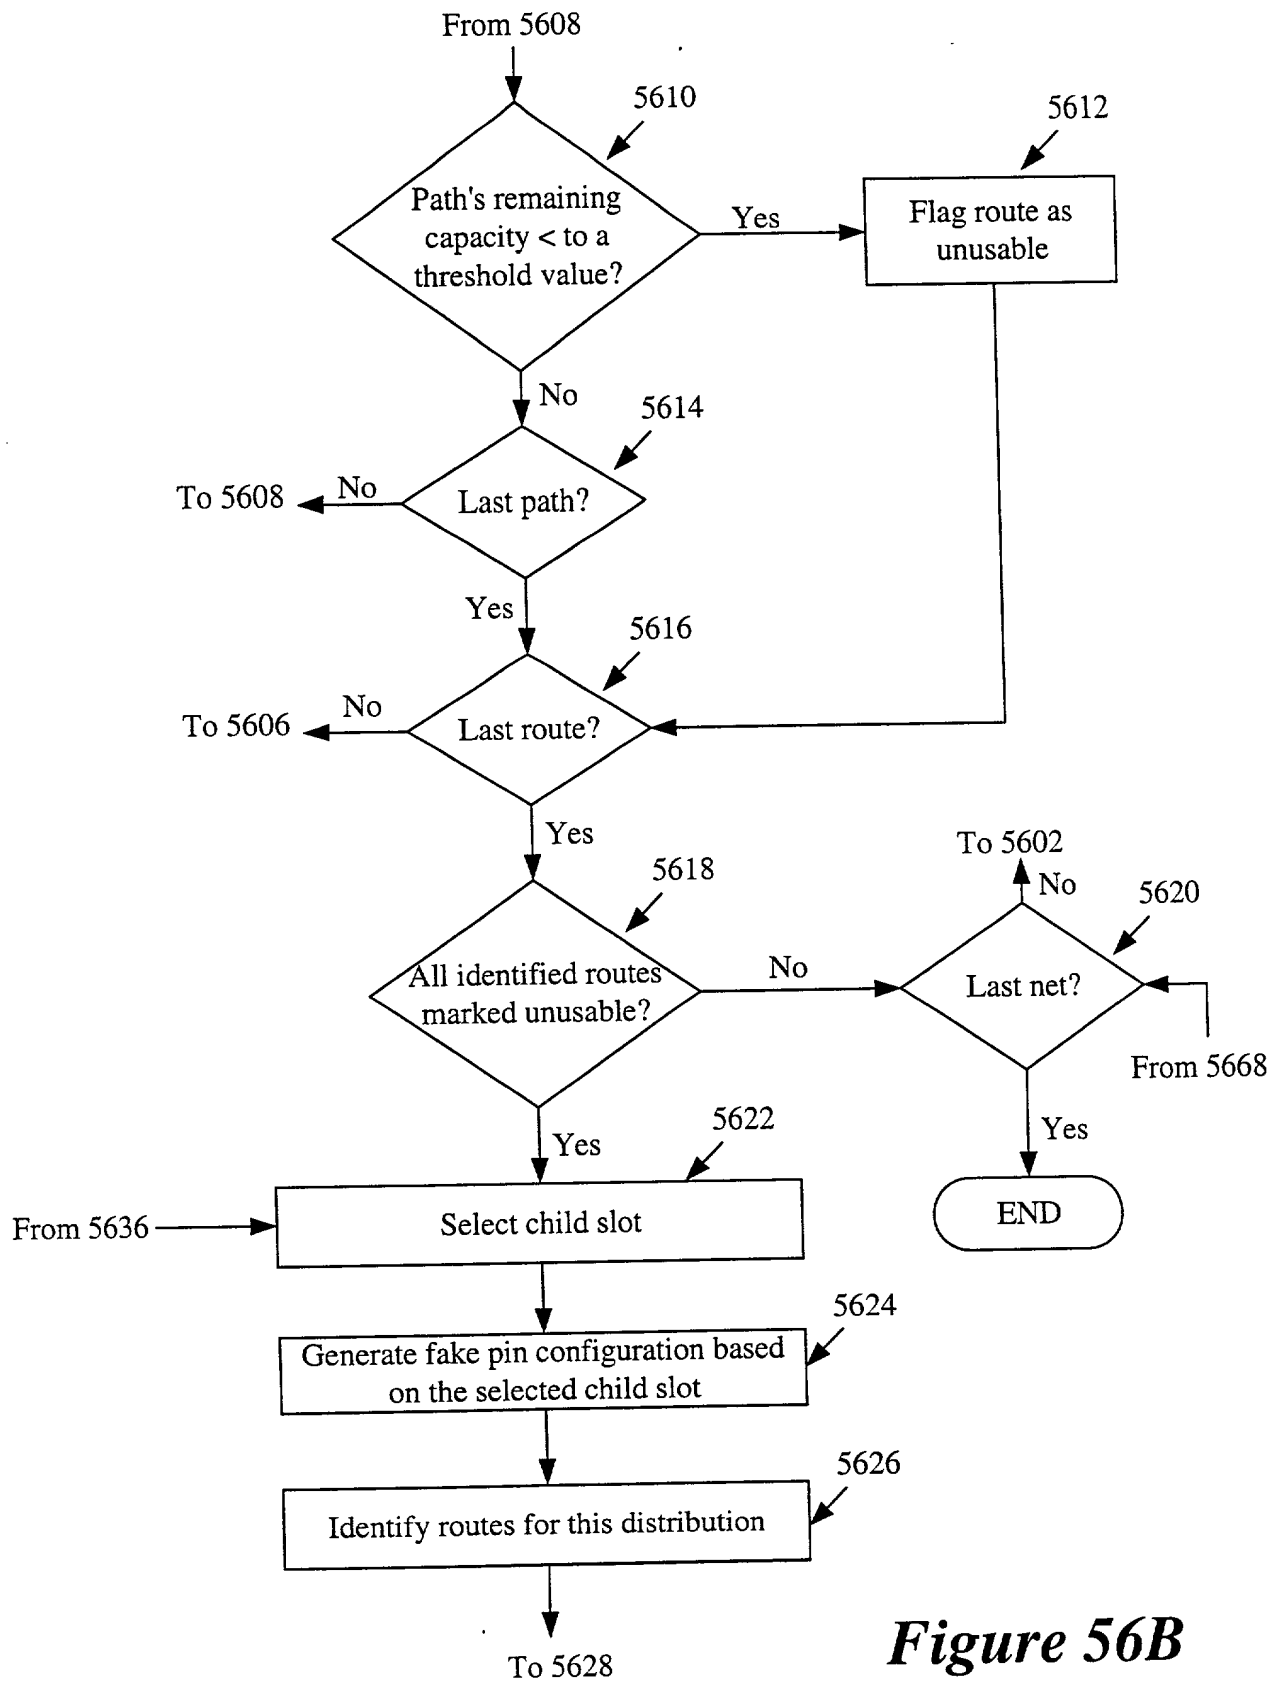 From 5608
5610
5612
Path's remaining
capacity < to a
threshold value?
Yes
Flag route as
unusable
No
5614
To 5608
No
Last path?
Yes
5616
To 5606
No
Last route?
Yes
5618
To 5602
No
5620
All identified routes
marked unusable?
No
Last net?
From 5668
Yes
5622
Yes
From 5636
Select child slot
END
5624
Generate fake pin configuration based
on the selected child slot
5626
Identify routes for this distribution
To 5628
Figure 56B